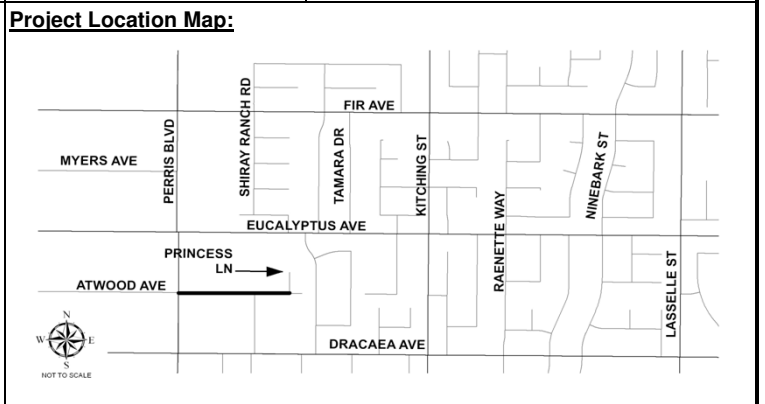 Project Location Map:
FIR AVE
SHIRAY RANCH RD
PERRIS BLVD
TAMARA DR
KITCHING ST
NINEBARK ST
MYERS AVE
RAENETTE WAY
EUCALYPTUS AVE
PRINCESS
LN
LASSELLE ST
ATWOOD AVE
N
W
E
S
DRACAEA AVE
NOT TO SCALE